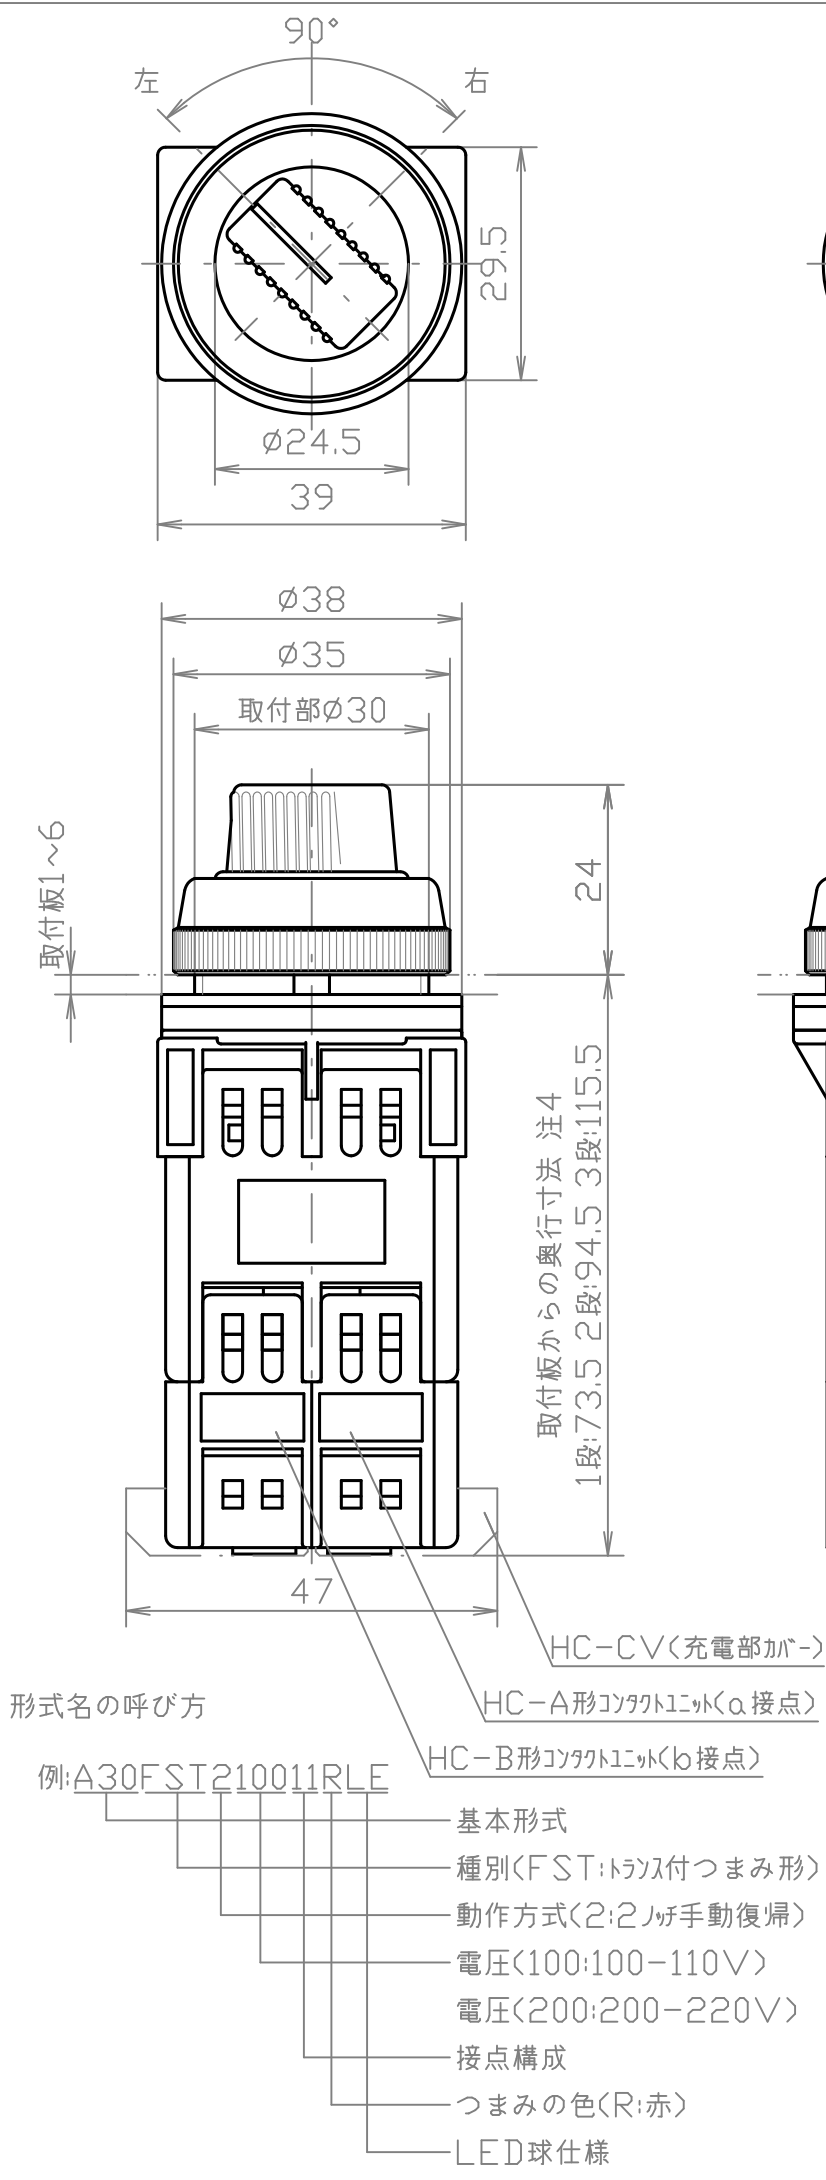 90°
左
右
29.5
φ24.5
39
φ38
φ35
取付部φ30
取付板1～6
24
取付板からの奥行寸法 注4
1段:73.5 2段:94.5 3段:115.5
47
HC-CV(充電部ｶﾊﾞｰ)
HC-A形ｺﾝﾀｸﾄﾕﾆｯﾄ(a接点)
HC-B形ｺﾝﾀｸﾄﾕﾆｯﾄ(b接点)
形式名の呼び方
例:A30FST210011RLE
基本形式
種別(FST:ﾄﾗﾝｽ付つまみ形)
動作方式(2:2ﾉｯﾁ手動復帰)
電圧(100:100-110V)
電圧(200:200-220V)
接点構成
つまみの色(R:赤)
LED球仕様